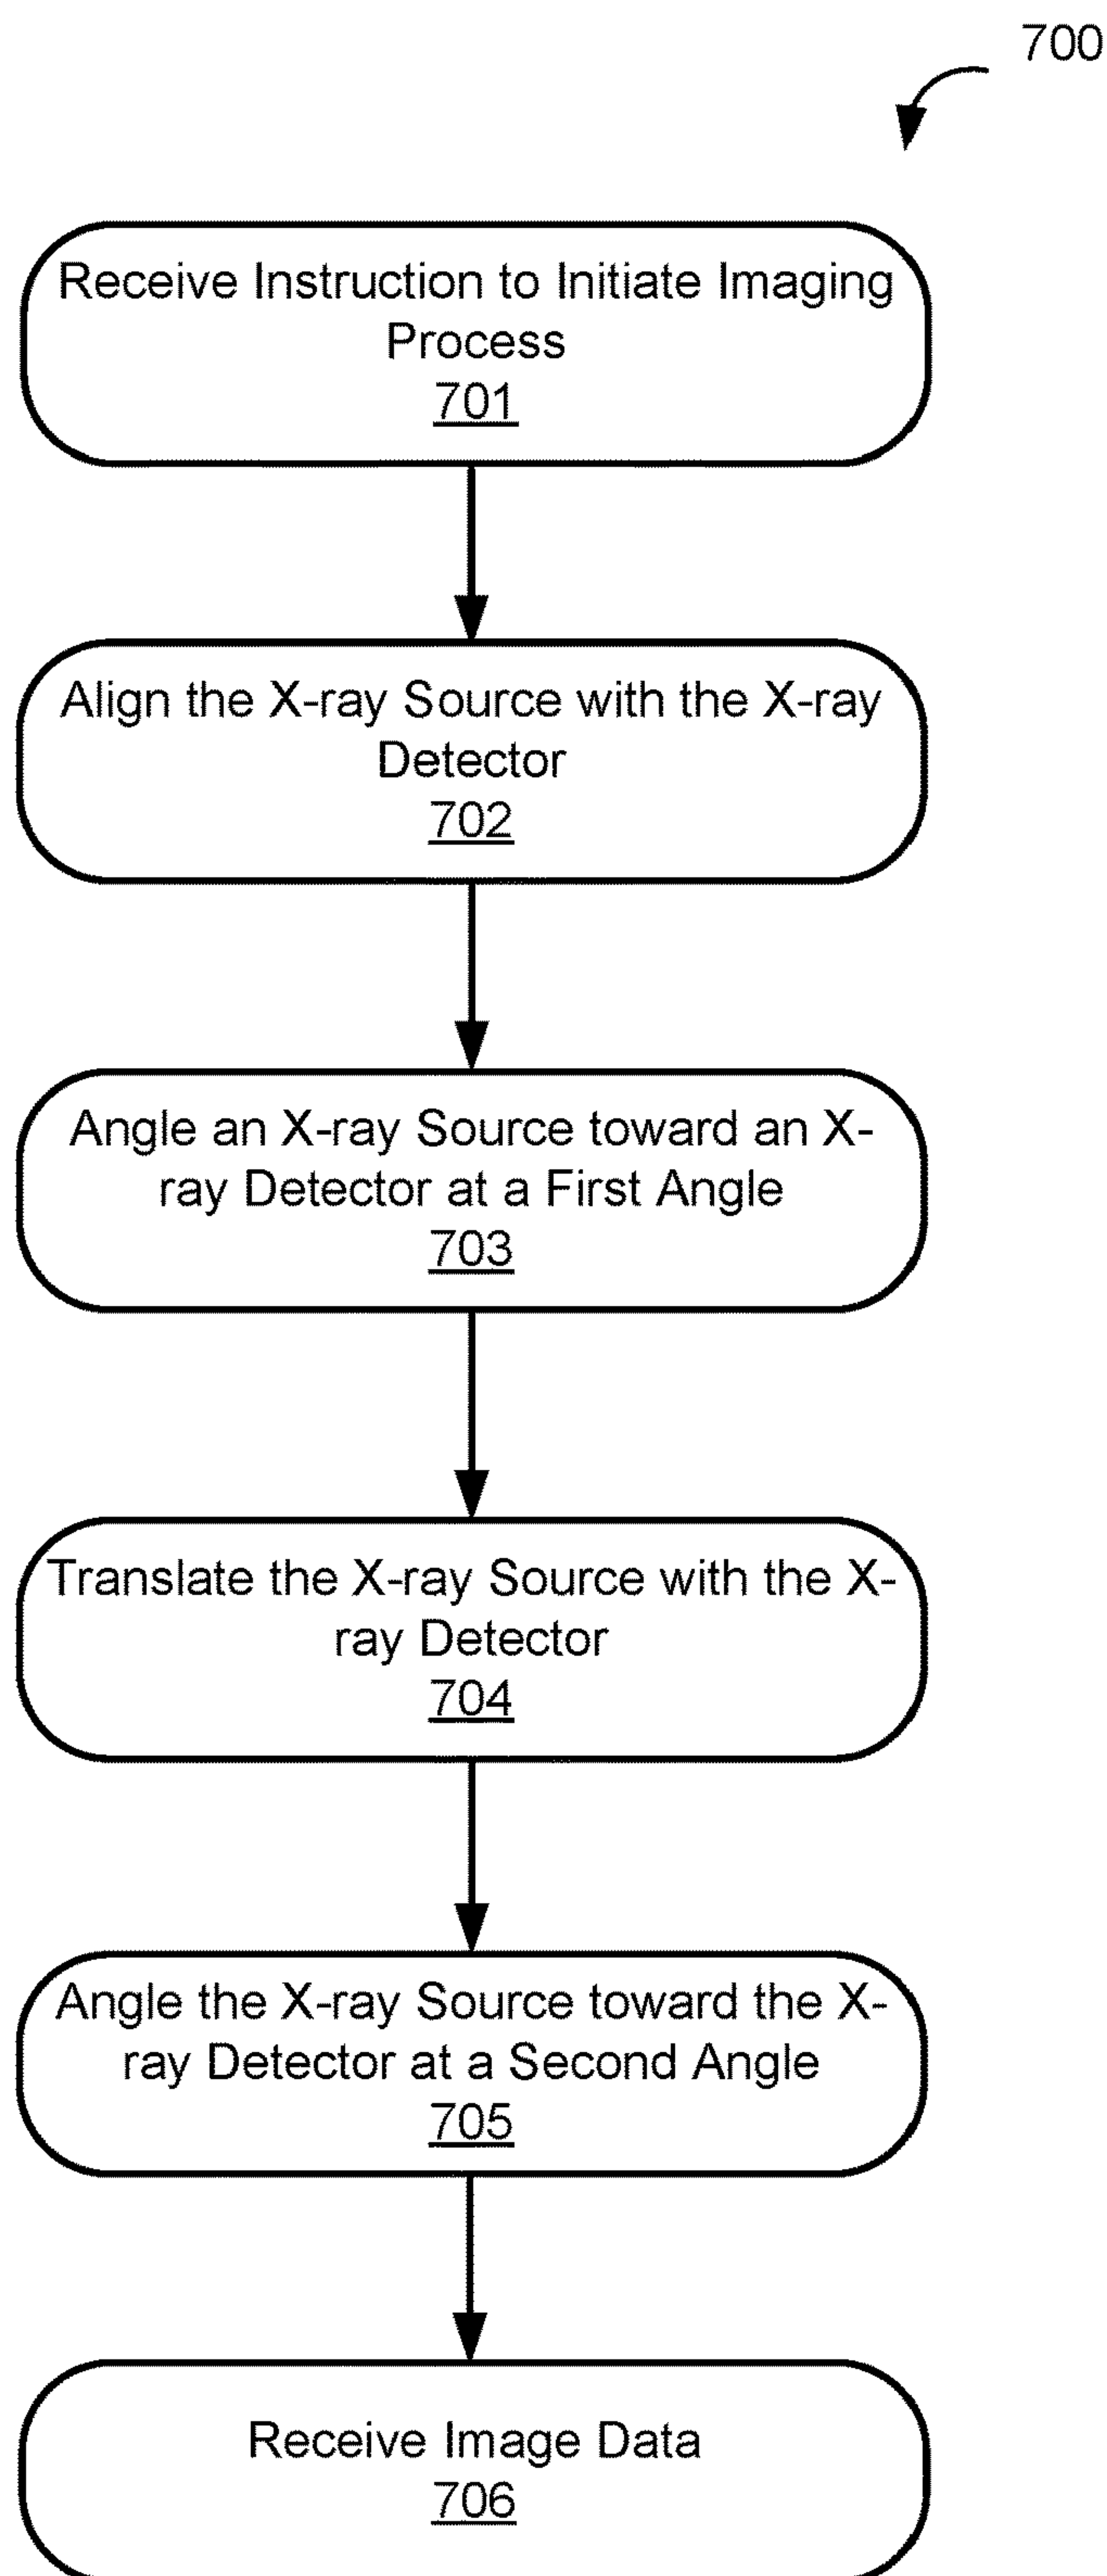 700
Receive Instruction to Initiate Imaging
Process
701
Align the X-ray Source with the X-ray
Detector
702
Angle an X-ray Source toward an X-
ray Detector at a First Angle
703
Translate the X-ray Source with the X-
ray Detector
704
Angle the X-ray Source toward the X-
ray Detector at a Second Angle
705
Receive Image Data
706